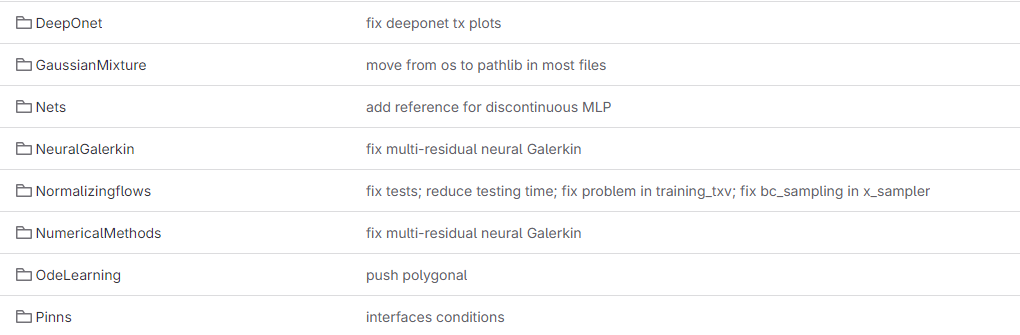 DeepOnet fix deeponet tx plots
GaussianMixture move from os to pathlib in most files
Nets add reference for discontinuous MLP
NeuralGalerkin fix multi-residual neural Galerkin
Normalizingflows fix tests; reduce testing time; fix problem in training_txv; fix bc_sampling in x_sampler
NumericalMethods fix multi-residual neural Galerkin
OdeLearning push polygonal
Pinns interfaces conditions